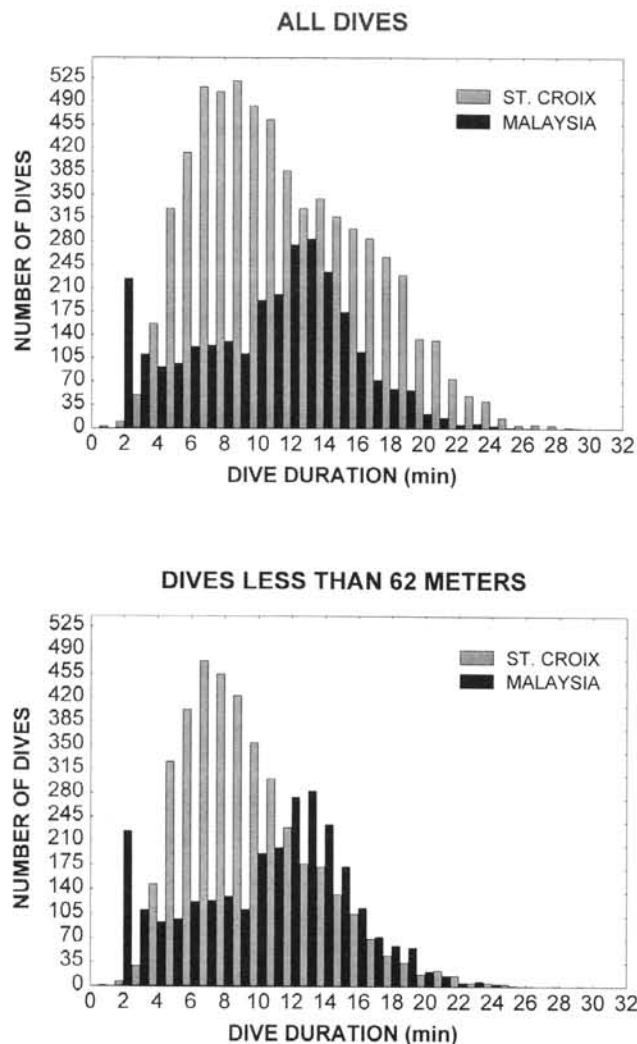 ALL DIVES
525
490
455
420
385
350
315
280
245
210
175
140
105
70
35
0
NUMBER OF DIVES
ST. CROIX
MALAYSIA
0 2 4 6 8 10 12 14 16 18 20 22 24 26 28 30 32
DIVE DURATION (min)
DIVES LESS THAN 62 METERS
525
490
455
420
385
350
315
280
245
210
175
140
105
70
35
0
NUMBER OF DIVES
ST. CROIX
MALAYSIA
0 2 4 6 8 10 12 14 16 18 20 22 24 26 28 30 32
DIVE DURATION (min)